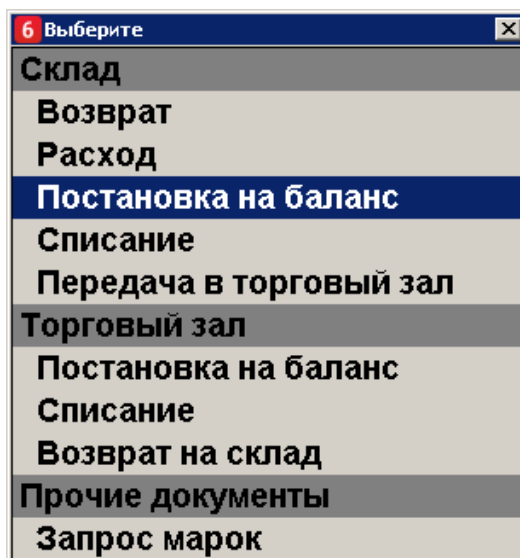 6 Выберите
Склад
Возврат
Расход
Постановка на баланс
Списание
Передача в торговый зал
Торговый зал
Постановка на баланс
Списание
Возврат на склад
Прочие документы
Запрос марок